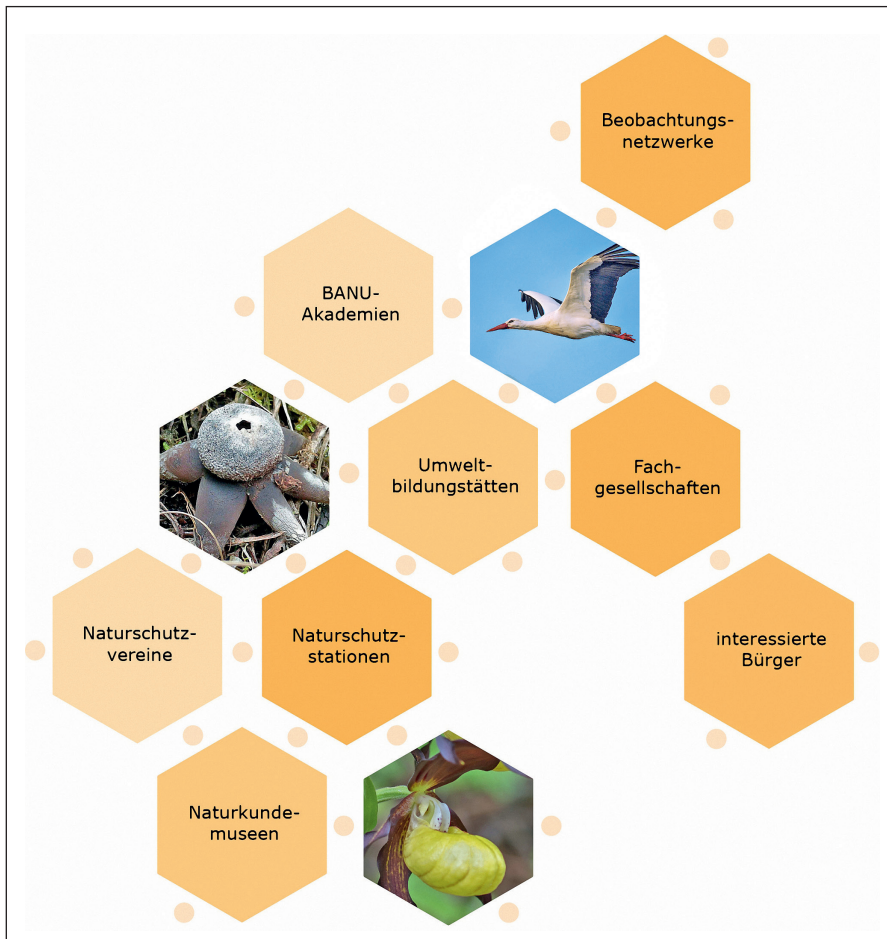 Beobachtungs-
netzwerke
BANU-
Akademien
Umwelt-
bildungstätten
Fach-
gesellschaften
Naturschutz-
vereine
Naturschutz-
stationen
interessierte
Bürger
Naturkunde-
museen